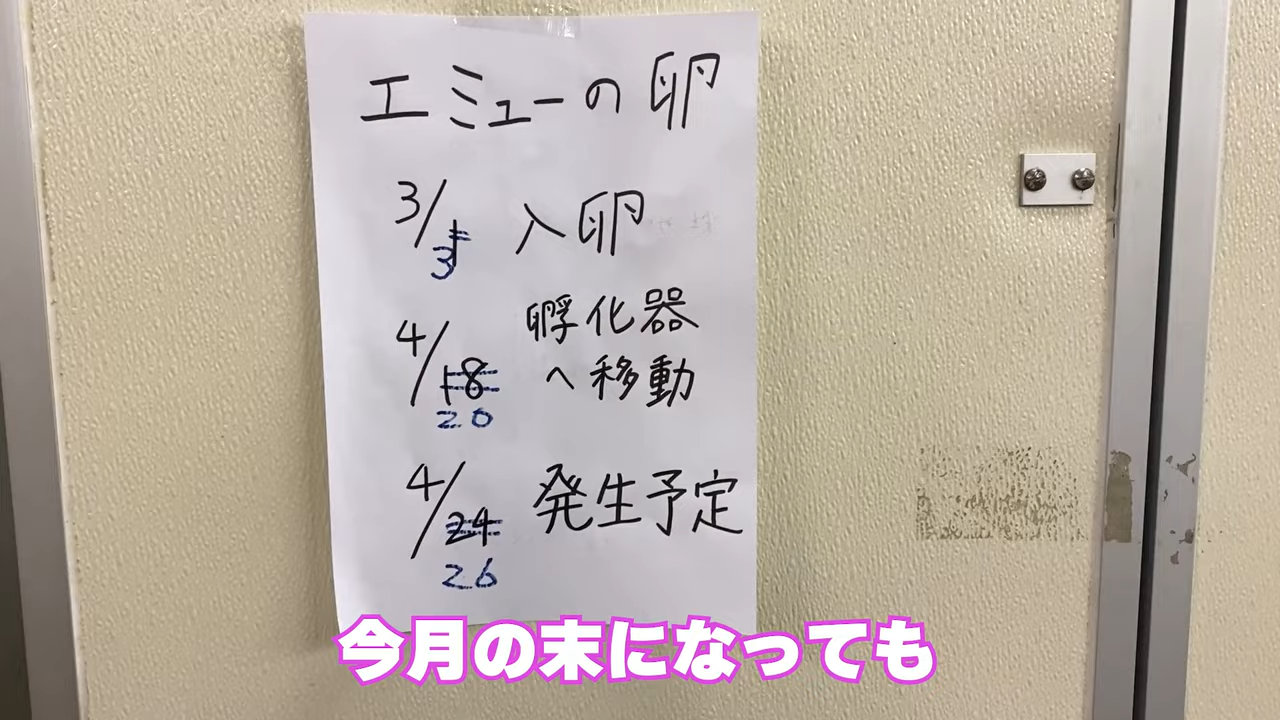 エミューの卵
3/1 3 入卵
4/18 20 孵化器
へ移動
4/24 26 発生予定
今月の末になっても